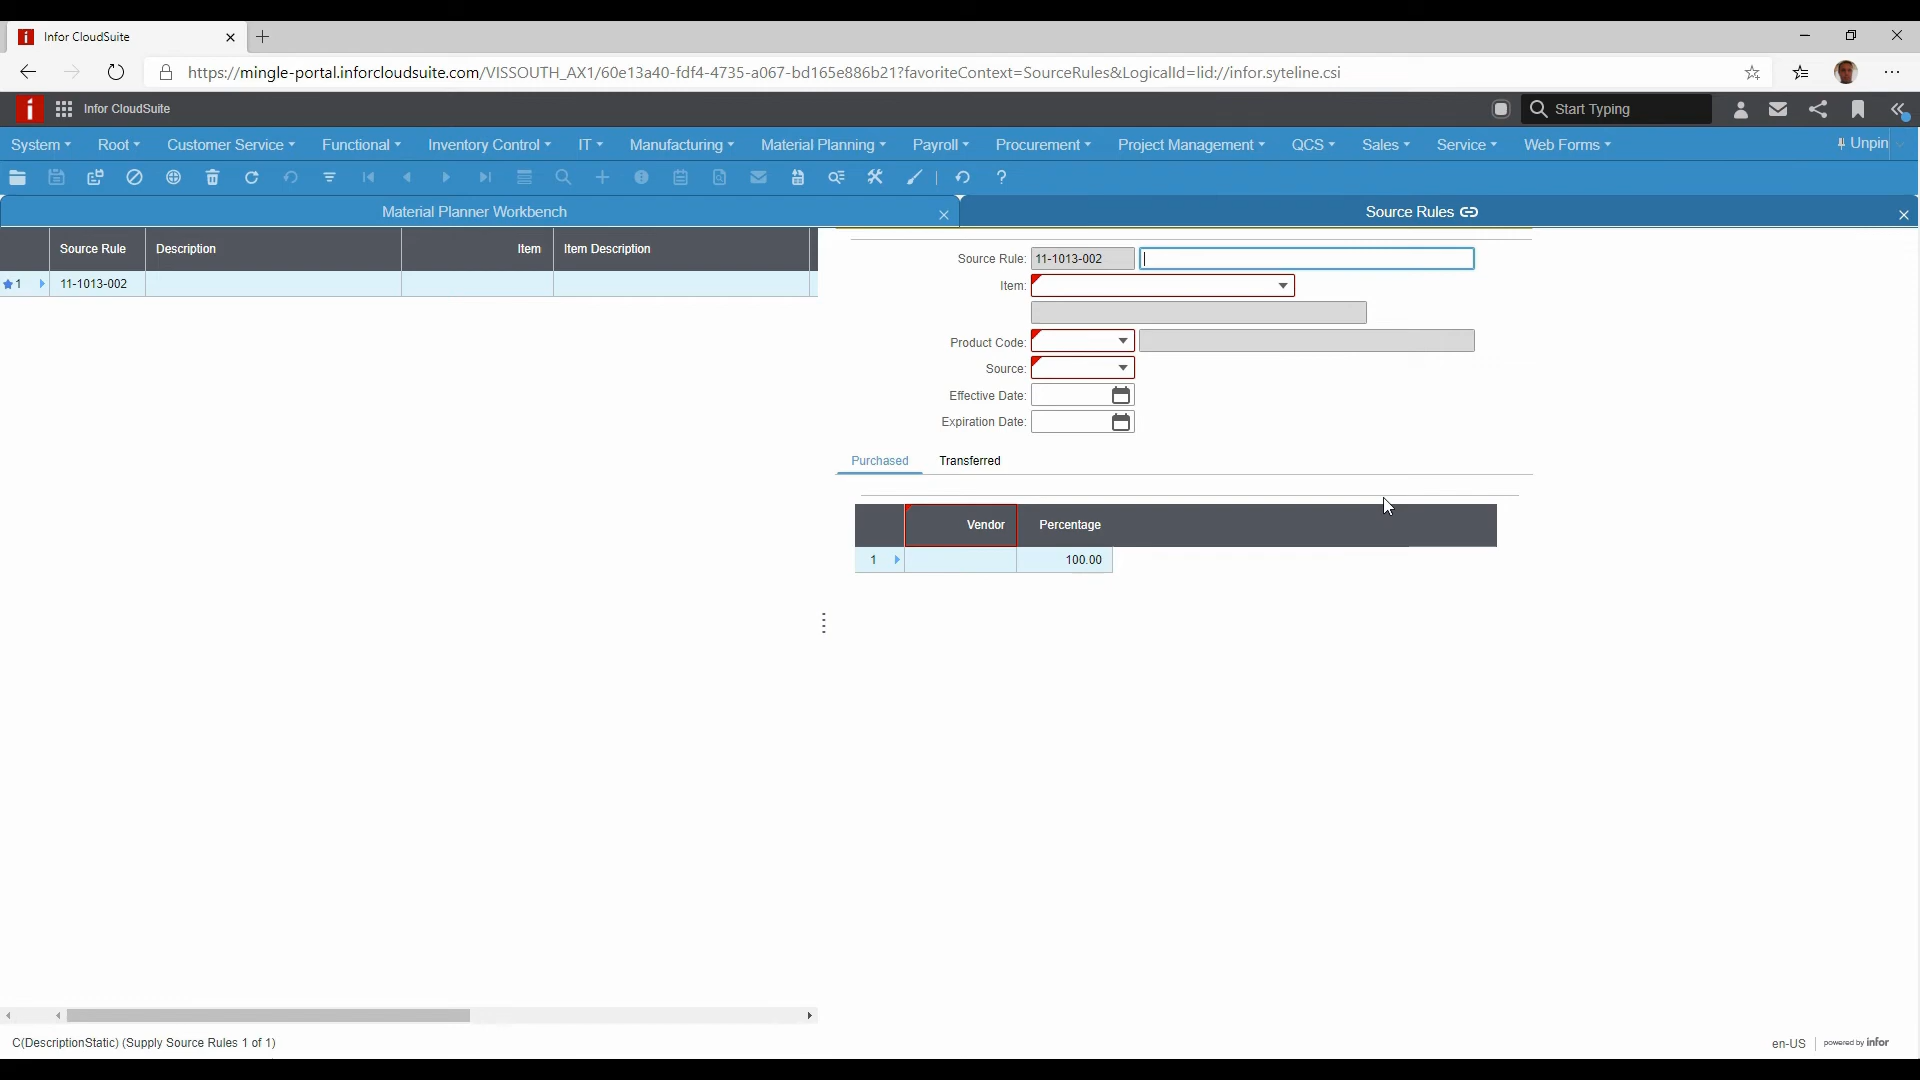 Infor CloudSuite
https://mingle-portal.inforcloudsuite.com/VISSOUTH_AX1/60e13a40-fdf4-4735-a067-bd165e886b21?favoriteContext=SourceRules&LogicalId=lid://infor.syteline.csi
Infor CloudSuite Start Typing
System Root Customer Service Functional Inventory Control IT Manufacturing Material Planning Payroll Procurement Project Management QCS Sales Service Web Forms Unpin
Material Planner Workbench Source Rules
Source Rule Description Item Item Description
1 11-1013-002
Source Rule: 11-1013-002
Item:
Product Code:
Source:
Effective Date:
Expiration Date:
Purchased Transferred
Vendor Percentage
1 100.00
C(DescriptionStatic) (Supply Source Rules 1 of 1)
en-US powered by infor